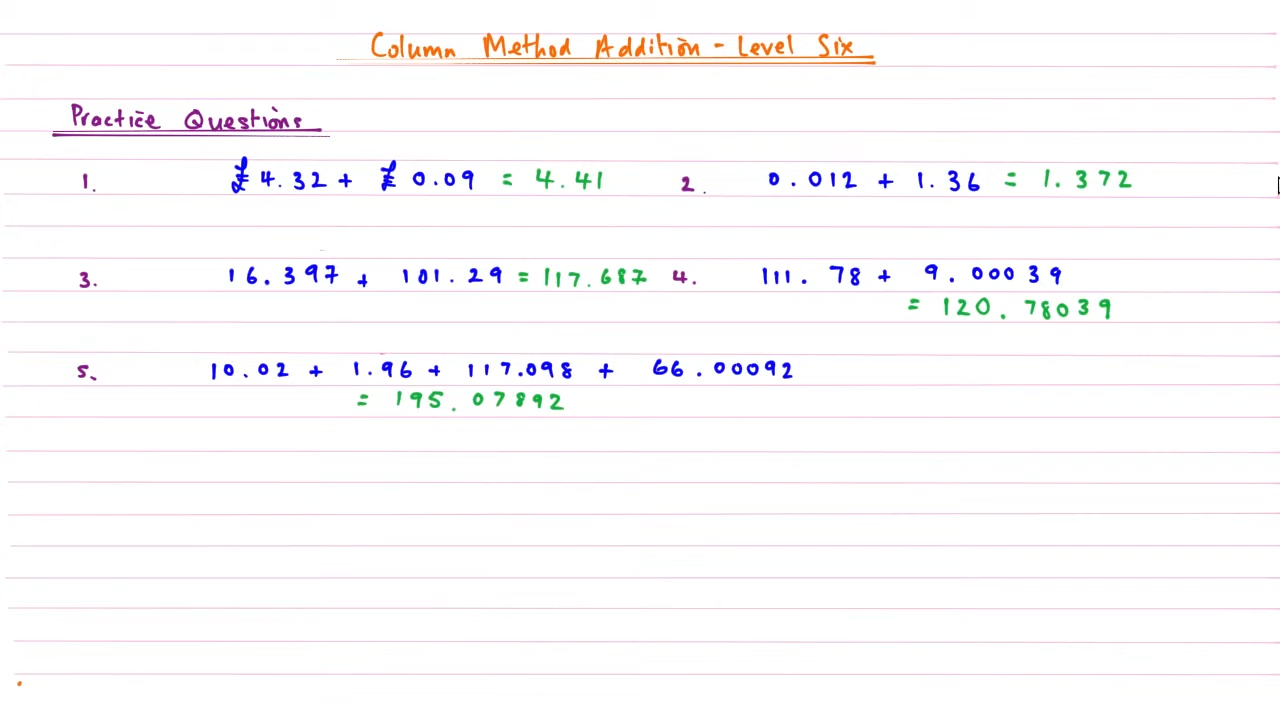 Column Method Addition - Level Six
Practice Questions
1. £4.32 + £0.09 = 4.41
2. 0.012 + 1.36 = 1.372
3. 16.397 + 101.29 = 117.687
4. 111.78 + 9.00039
= 120.78039
5. 10.02 + 1.96 + 117.098 + 66.00092
= 195.07892